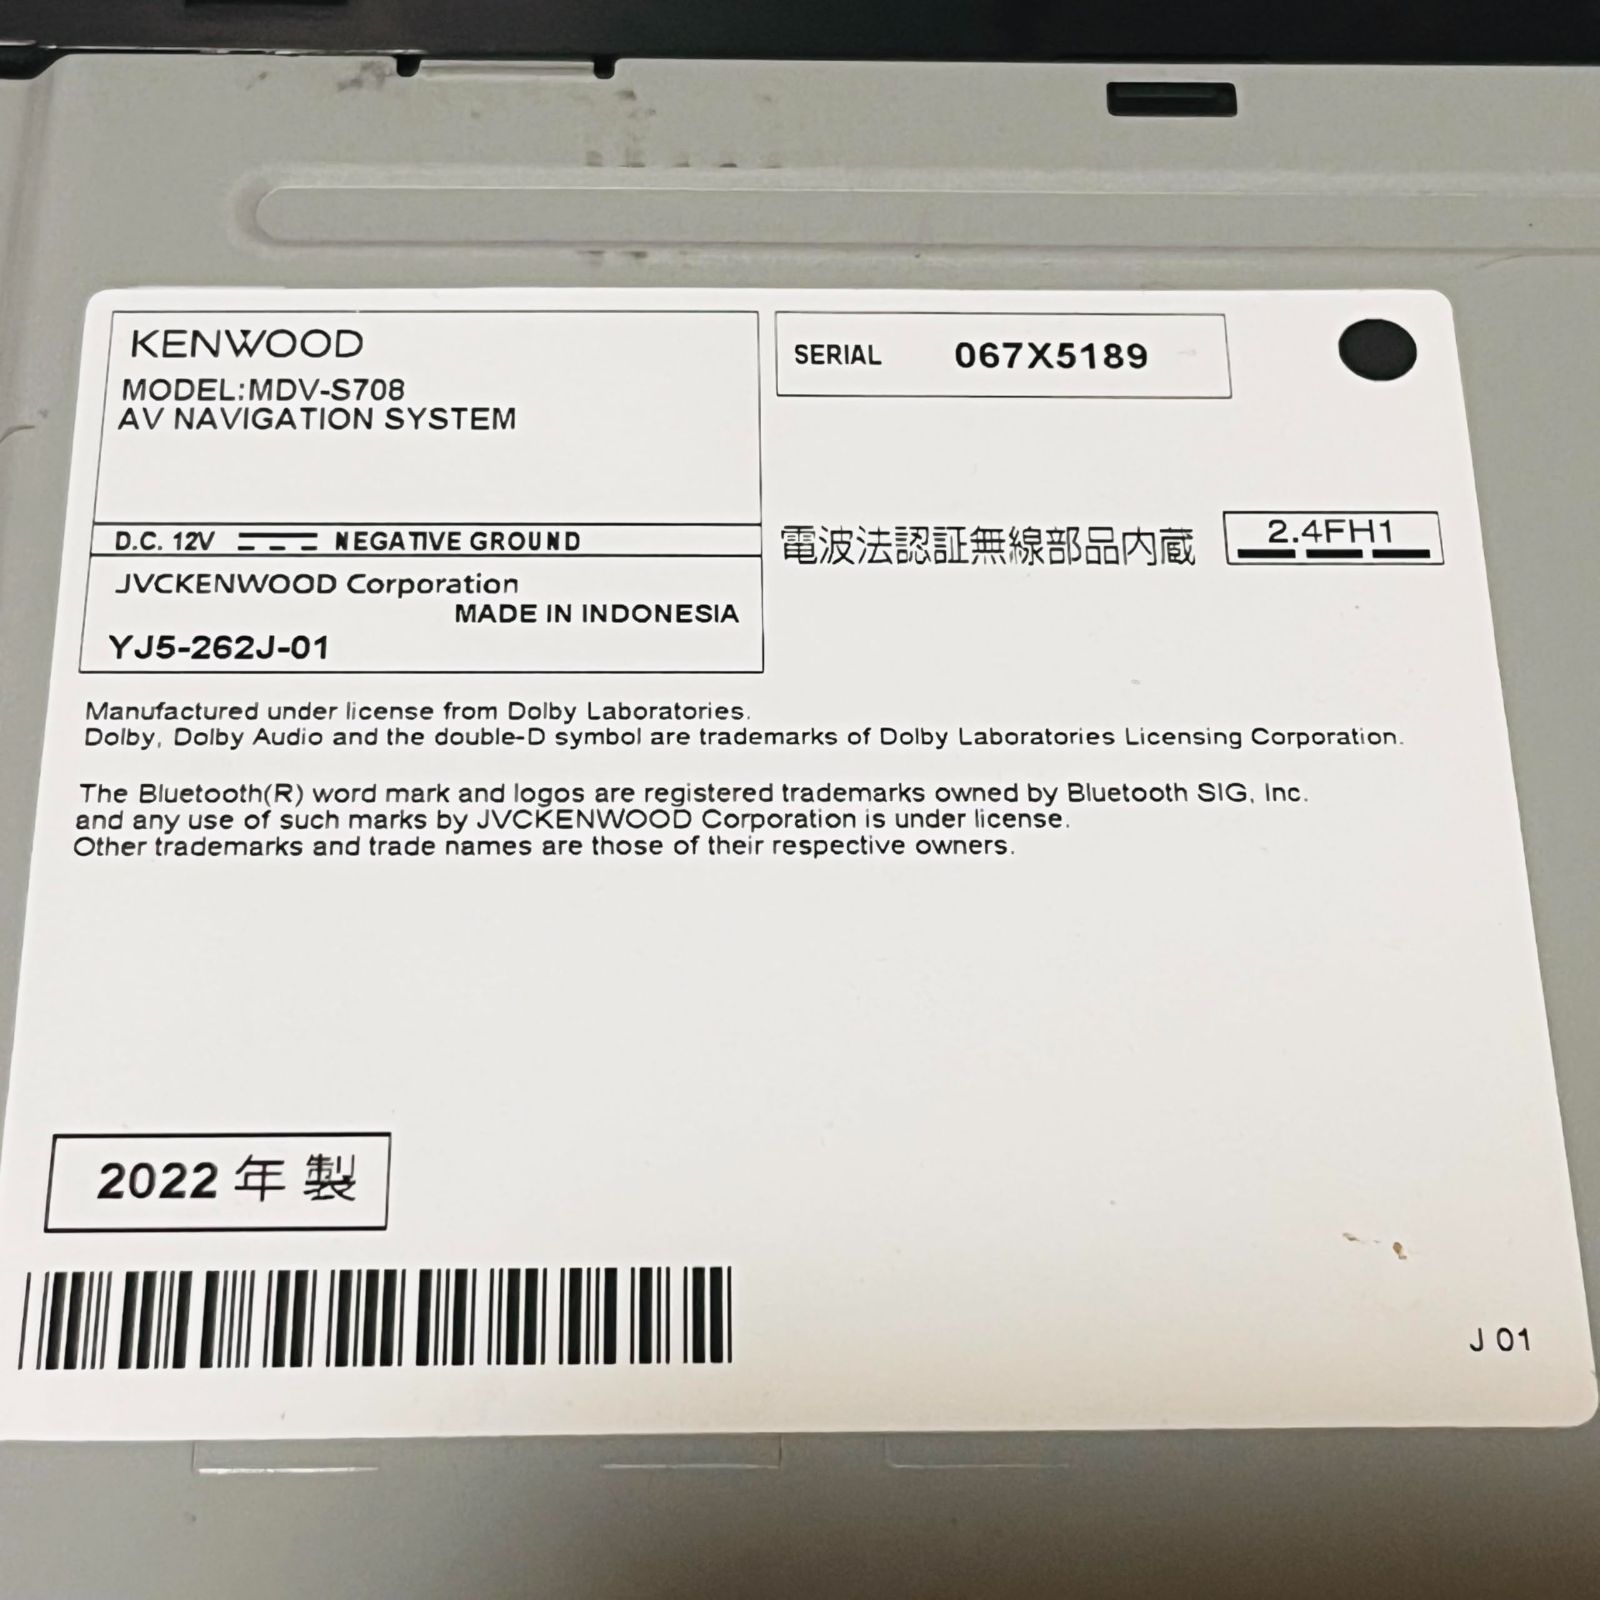 KENWOOD
MODEL:MDV-S708
AV NAVIGATION SYSTEM
SERIAL 067X5189
D.C. 12V NEGATIVE GROUND
電波法認証無線部品内蔵 2.4FH1
JVCKENWOOD Corporation
MADE IN INDONESIA
YJ5-262J-01
Manufactured under license from Dolby Laboratories.
Dolby, Dolby Audio and the double-D symbol are trademarks of Dolby Laboratories Licensing Corporation.
The Bluetooth(R) word mark and logos are registered trademarks owned by Bluetooth SIG, Inc.
and any use of such marks by JVCKENWOOD Corporation is under license.
Other trademarks and trade names are those of their respective owners.
2022 年 製
J 01